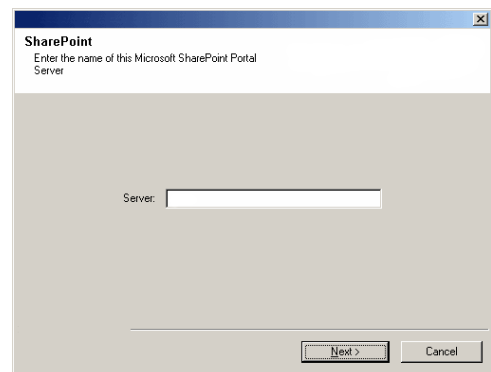 SharePoint
Enter the name of this Microsoft SharePoint Portal
Server
Server:
Next >
Cancel